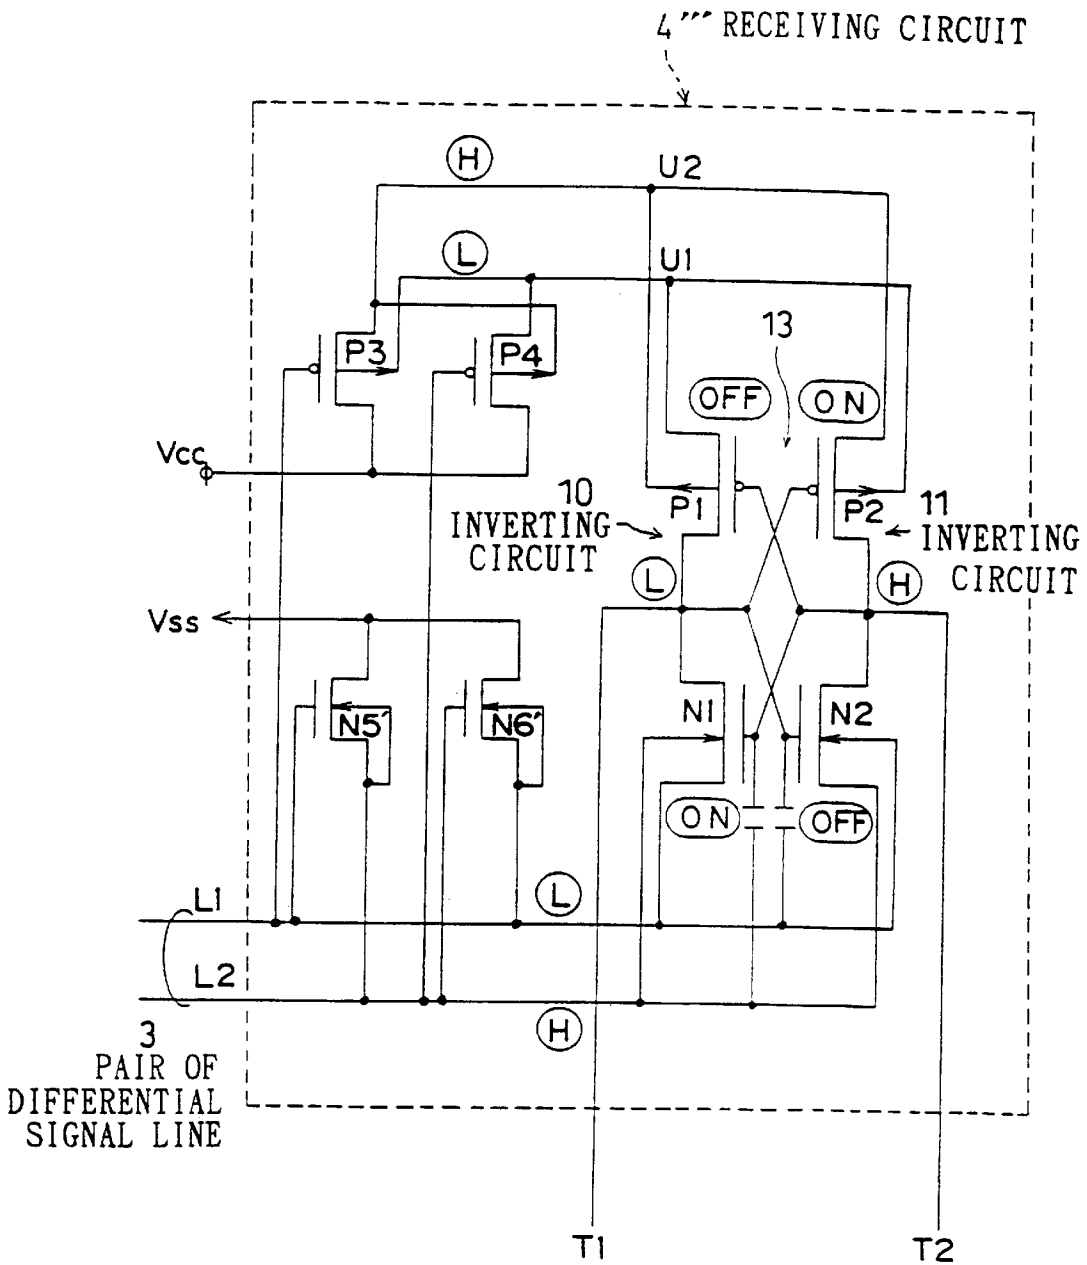 4"" RECEIVING CIRCUIT
H
U2
L
U1
13
P3
P4
OFF
ON
Vcc
10
INVERTING
CIRCUIT
P1
P2
11
INVERTING
CIRCUIT
L
H
Vss
N5'
N6'
N1
N2
ON
OFF
L1
L
L2
H
3
PAIR OF
DIFFERENTIAL
SIGNAL LINE
T1
T2